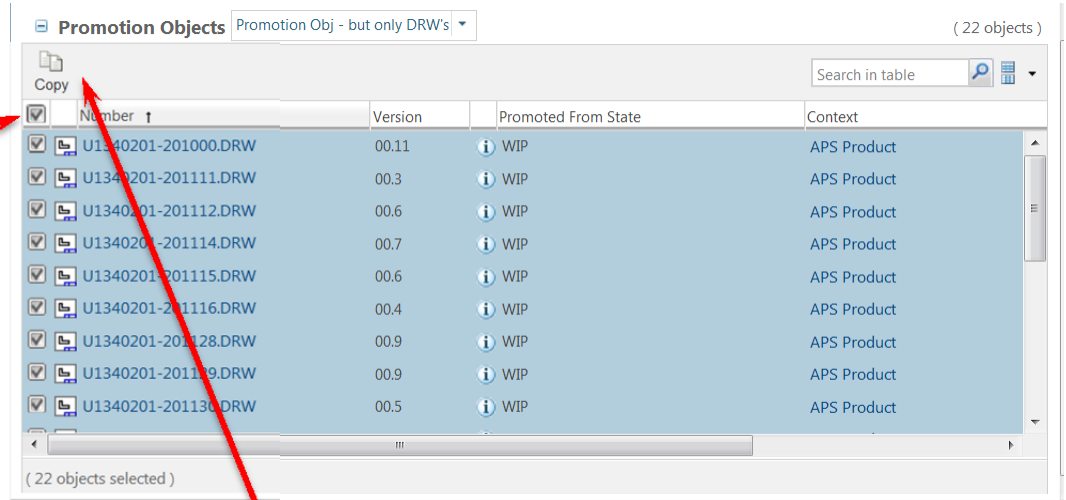 Promotion Objects Promotion Obj - but only DRW's ( 22 objects )
Copy Search in table
Number Version Promoted From State Context
U1340201-201000.DRW 00.11 WIP APS Product
U1340201-201111.DRW 00.3 WIP APS Product
U1340201-201112.DRW 00.6 WIP APS Product
U1340201-201114.DRW 00.7 WIP APS Product
U1340201-201115.DRW 00.6 WIP APS Product
U1340201-201116.DRW 00.4 WIP APS Product
U1340201-201128.DRW 00.9 WIP APS Product
U1340201-201129.DRW 00.9 WIP APS Product
U1340201-201130.DRW 00.5 WIP APS Product
( 22 objects selected )